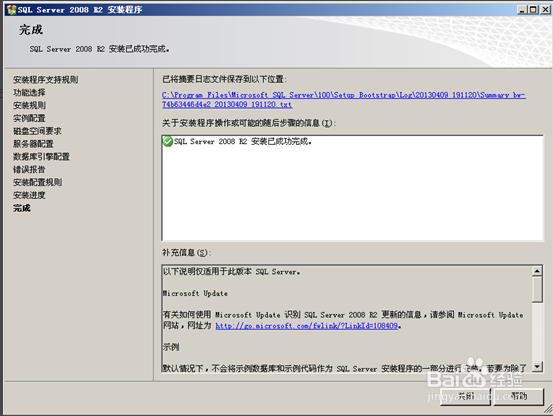 SQL Server 2008 R2 安装程序
完成
SQL Server 2008 R2 安装已成功完成。
安装程序支持规则
功能选择
安装规则
实例配置
磁盘空间要求
服务器配置
数据库引擎配置
错误报告
安装配置规则
安装进度
完成
已将摘要日志文件保存到以下位置:
C:\Program Files\Microsoft SQL Server\100\Setup Bootstrap\Log\20130409_191120\Summary_bw-
74b63446d4e2_20130409_191120.txt
关于安装程序操作或可能的随后步骤的信息(I):
SQL Server 2008 R2 安装已成功完成。
补充信息(S):
以下说明仅适用于此版本 SQL Server。
Microsoft Update
有关如何使用 Microsoft Update 识别 SQL Server 2008 R2 更新的信息，请参阅 Microsoft Update
网站，网址为 http://go.microsoft.com/fwlink/?LinkId=108409。
示例
默认情况下，不会将示例数据库和示例代码作为 SQL Server 安装程序的一部分进行安装。若要为除了
关闭
帮助
Baidu 经验
jingyan.baidu.com